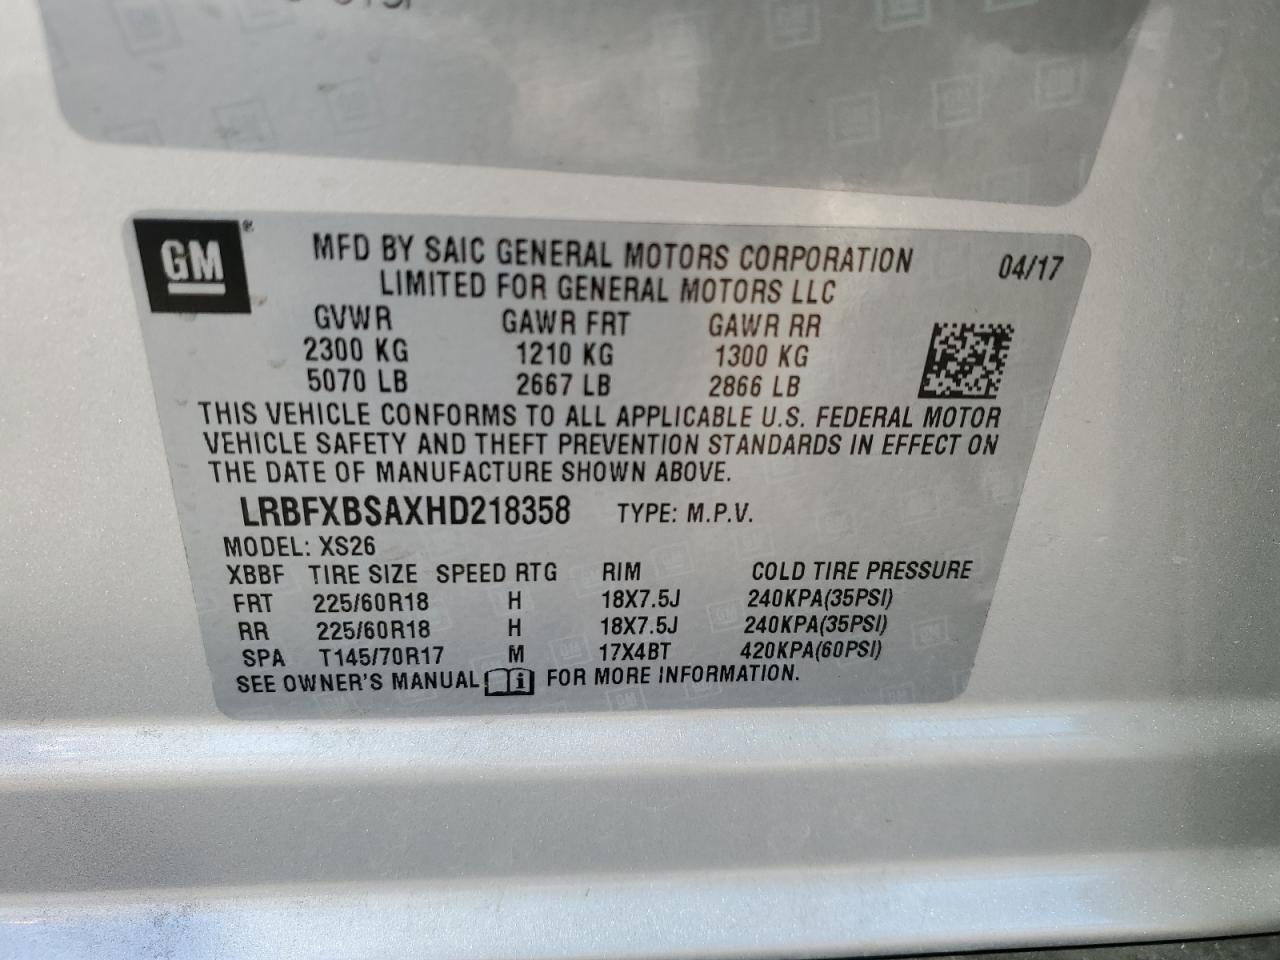 GM ®
MFD BY SAIC GENERAL MOTORS CORPORATION 04/17
LIMITED FOR GENERAL MOTORS LLC
GVWR GAWR FRT GAWR RR
2300 KG 1210 KG 1300 KG
5070 LB 2667 LB 2866 LB
THIS VEHICLE CONFORMS TO ALL APPLICABLE U.S. FEDERAL MOTOR
VEHICLE SAFETY AND THEFT PREVENTION STANDARDS IN EFFECT ON
THE DATE OF MANUFACTURE SHOWN ABOVE.
LRBFXBSAXHD218358 TYPE: M.P.V.
MODEL: XS26
XBBF TIRE SIZE SPEED RTG RIM COLD TIRE PRESSURE
FRT 225/60R18 H 18X7.5J 240KPA(35PSI)
RR 225/60R18 H 18X7.5J 240KPA(35PSI)
SPA T145/70R17 M 17X4BT 420KPA(60PSI)
SEE OWNER'S MANUAL FOR MORE INFORMATION.